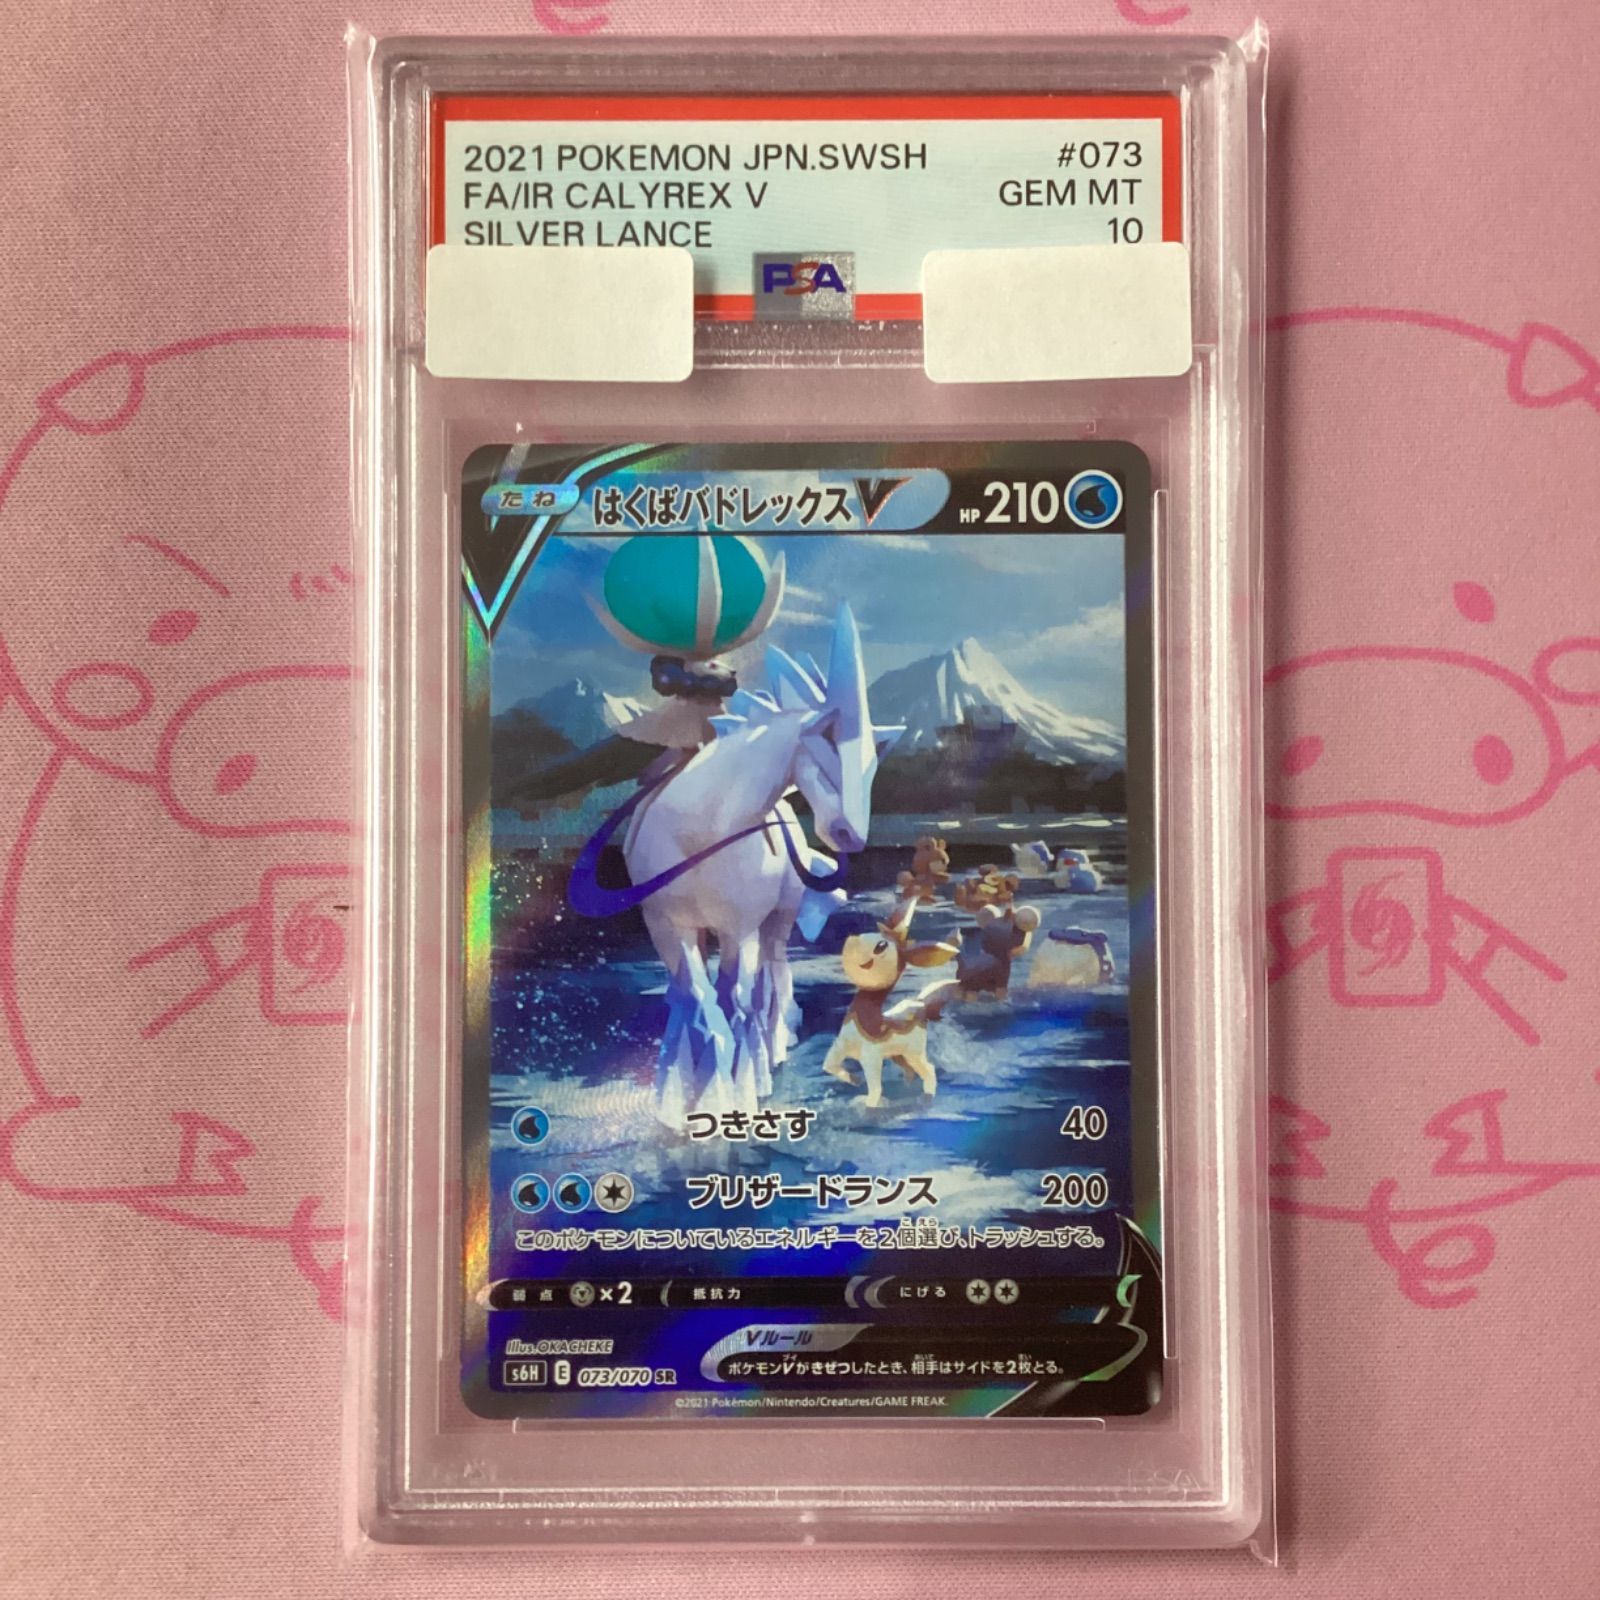 2021 POKEMON JPN.SWSH #073
FA/IR CALYREX V GEM MT
SILVER LANCE 10
PSA
たね はくばバドレックスV HP 210
つきさす 40
ブリザードランス 200
このポケモンについているエネルギーを2個選び、トラッシュする。
弱点 ×2 抵抗力 にげる
Illus. OKACHEKE
Vルール
ポケモンVがきぜつしたとき、相手はサイドを2枚とる。
s6H E 073/070 SR
©2021 Pokémon/Nintendo/Creatures/GAME FREAK.